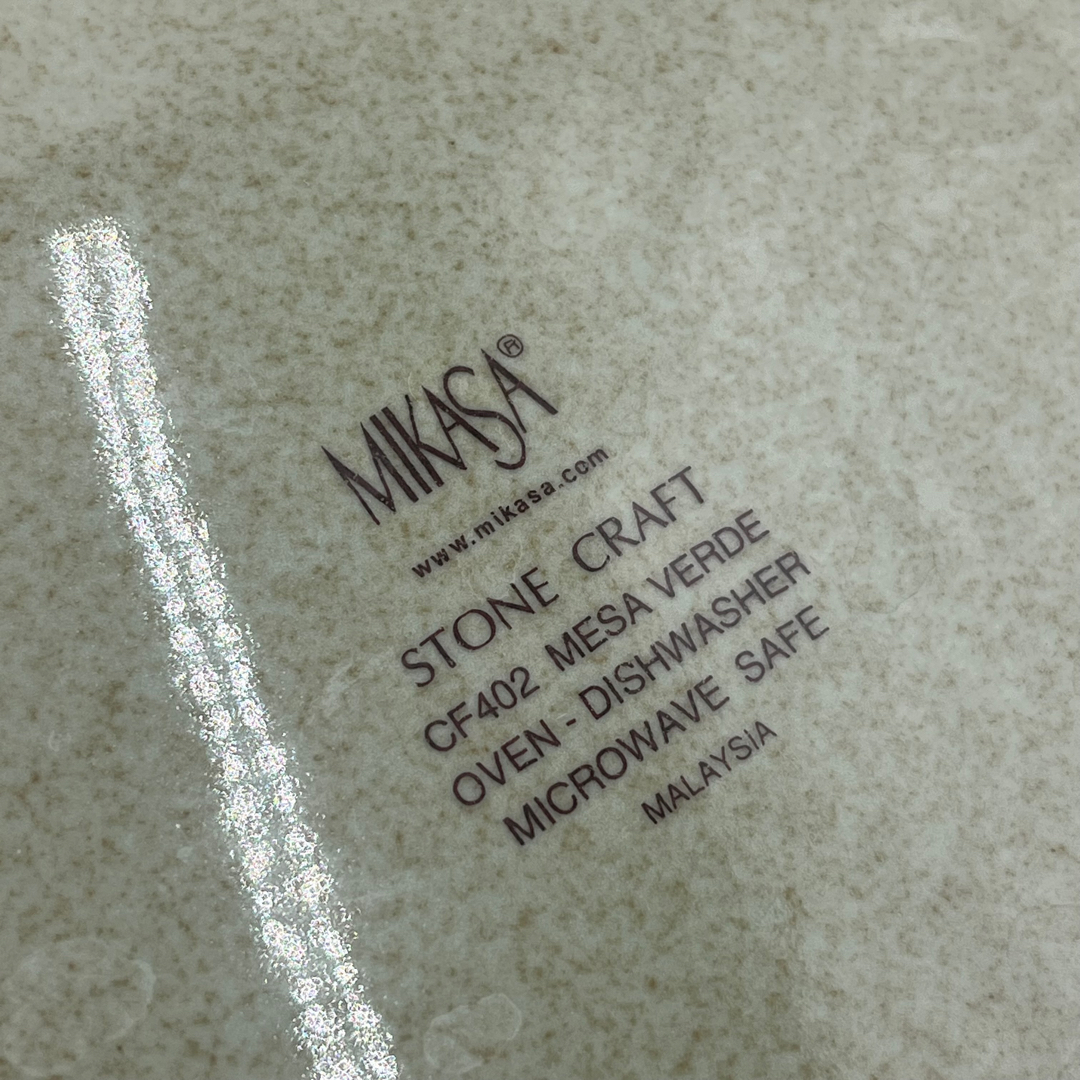 MIKASA®
www.mikasa.com
STONE CRAFT
CF402 MESA VERDE
OVEN - DISHWASHER
MICROWAVE SAFE
MALAYSiA